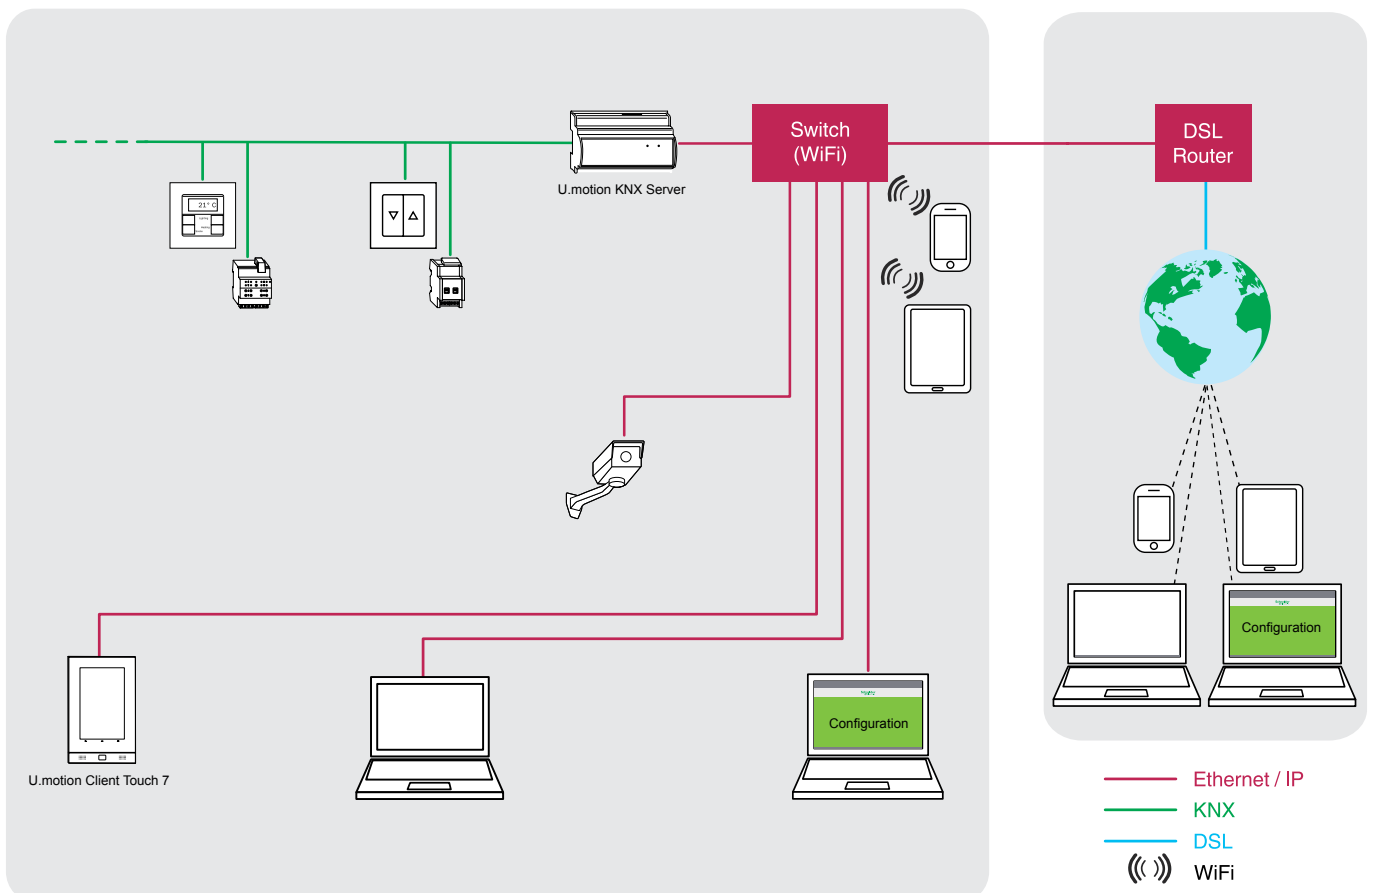 Switch
(WiFi)
DSL
Router
U.motion KNX Server
21° C
Configuration
Configuration
U.motion Client Touch 7
Ethernet / IP
KNX
DSL
WiFi